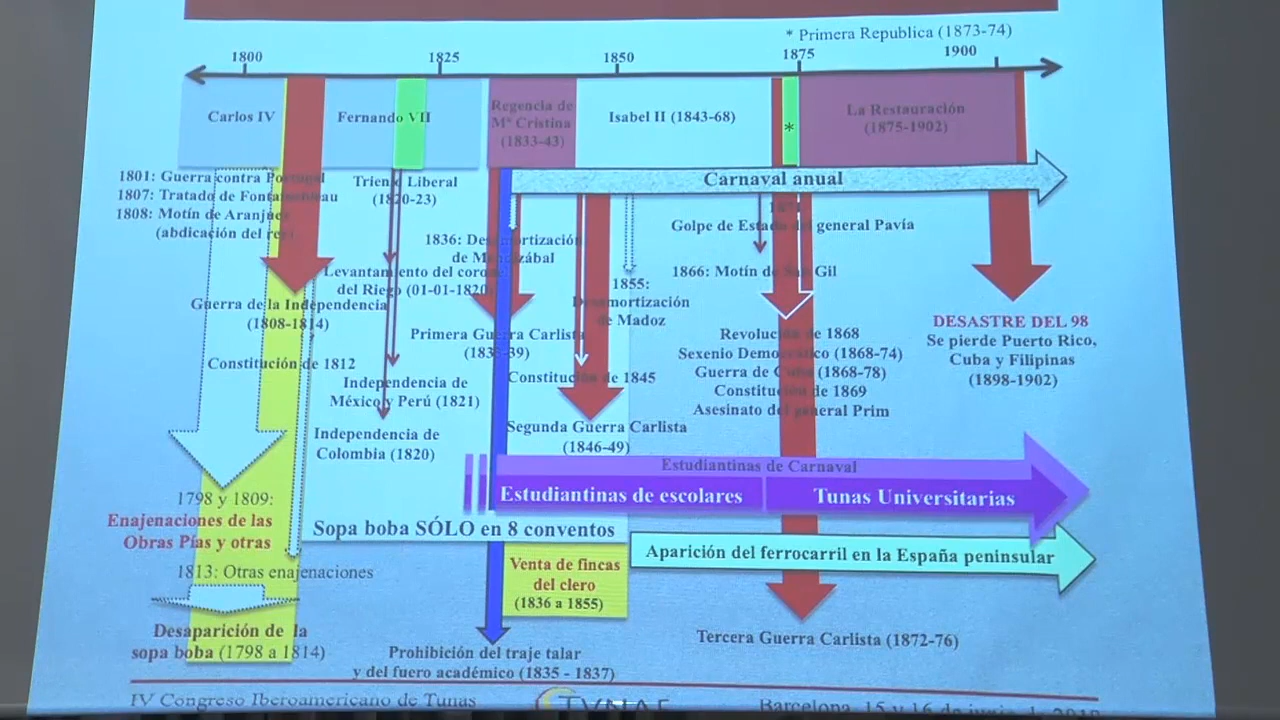 * Primera Republica (1873-74)
1800
1825
1850
1875
1900
Carlos IV
Fernando VII
Regencia de
Mª Cristina
(1833-43)
Isabel II (1843-68)
*
La Restauración
(1875-1902)
Carnaval anual
1801: Guerra contra Portugal
1807: Tratado de Fontainebleau
1808: Motín de Aranjuez
(abdicación del rey)
Trienio Liberal
(1820-23)
1836: Desamortización
de Mendizábal
Levantamiento del coronel
del Riego (01-01-1820)
Guerra de la Independencia
(1808-1814)
Constitución de 1812
Primera Guerra Carlista
(1833-39)
Independencia de
México y Perú (1821)
Independencia de
Colombia (1820)
1855:
Desamortización
de Madoz
Constitución de 1845
Segunda Guerra Carlista
(1846-49)
1874
Golpe de Estado del general Pavía
1866: Motín de San Gil
Revolución de 1868
Sexenio Democrático (1868-74)
Guerra de Cuba (1868-78)
Constitución de 1869
Asesinato del general Prim
DESASTRE DEL 98
Se pierde Puerto Rico,
Cuba y Filipinas
(1898-1902)
Estudiantinas de Carnaval
Estudiantinas de escolares
Tunas Universitarias
1798 y 1809:
Enajenaciones de las
Obras Pías y otras
1813: Otras enajenaciones
Desaparición de la
sopa boba (1798 a 1814)
Sopa boba SÓLO en 8 conventos
Venta de fincas
del clero
(1836 a 1855)
Aparición del ferrocarril en la España peninsular
Prohibición del traje talar
y del fuero académico (1835 - 1837)
Tercera Guerra Carlista (1872-76)
IV Congreso Iberoamericano de Tunas
TVNAE
Barcelona, 15 y 16 de junio de